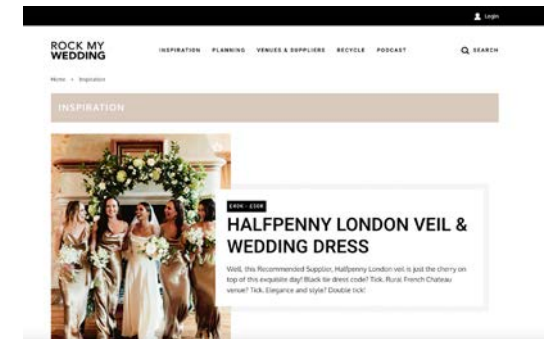 Login
ROCK MY
WEDDING
INSPIRATION PLANNING VENUES & SUPPLIERS RECYCLE PODCAST
SEARCH
Home > Inspiration
INSPIRATION
£40K - £50K
HALFPENNY LONDON VEIL &
WEDDING DRESS
Well, this Recommended Supplier, Halfpenny London veil is just the cherry on
top of this exquisite day! Black tie dress code? Tick. Rural French Chateau
venue? Tick. Elegance and style? Double tick!